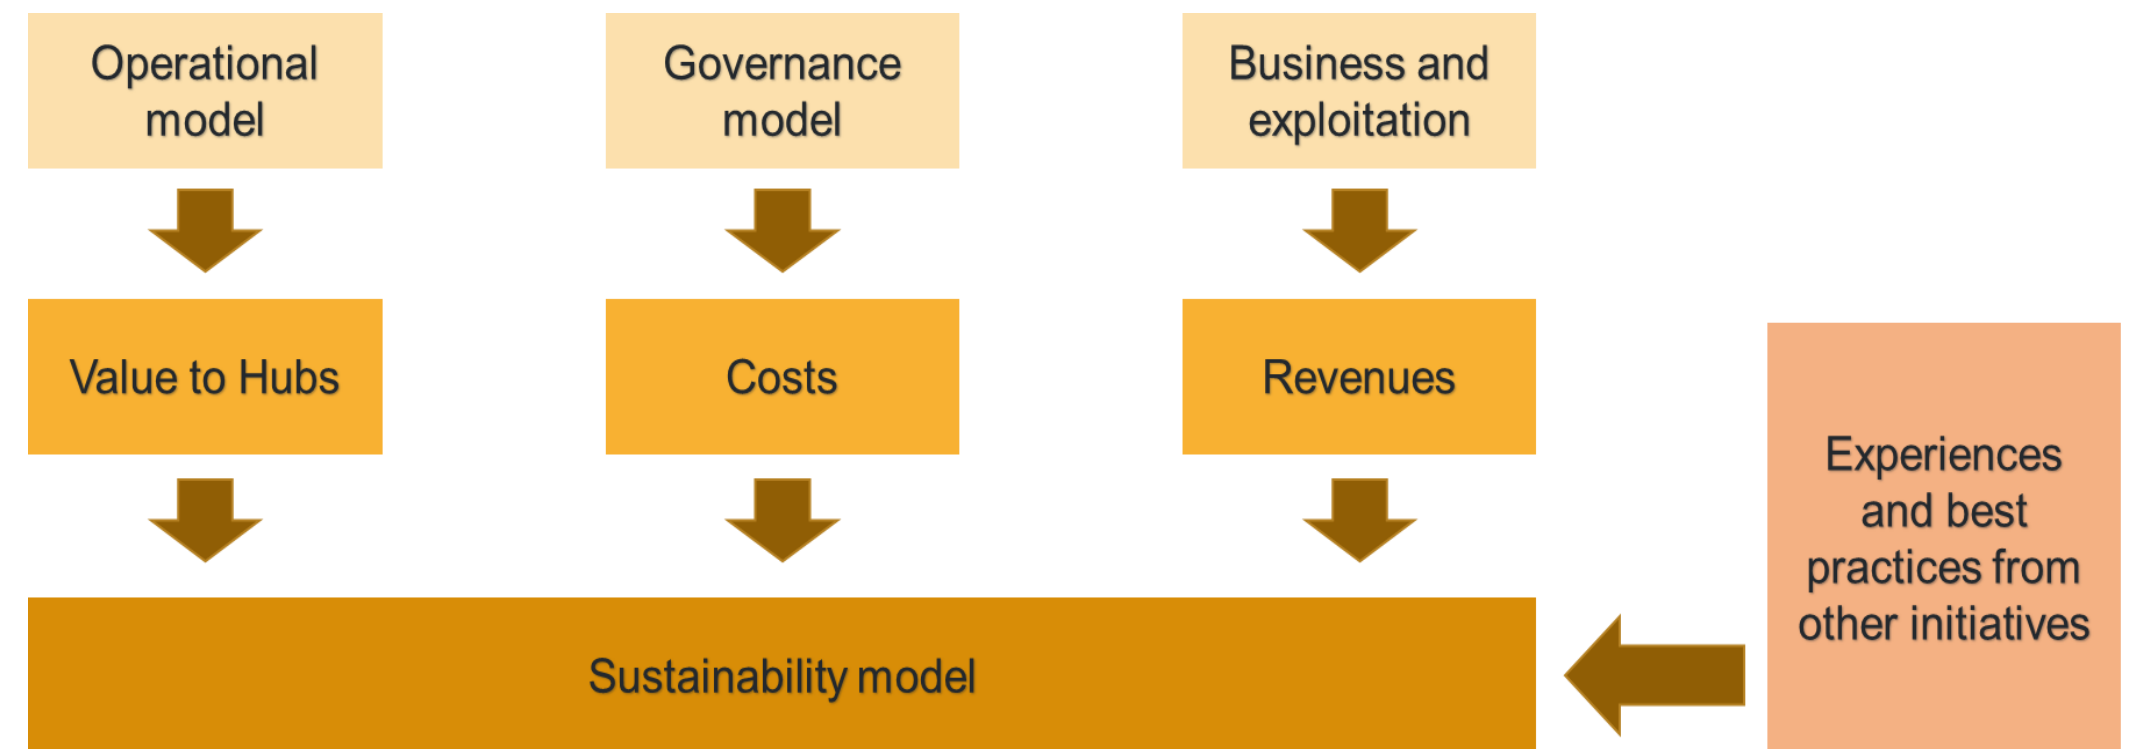 Operational
model
Governance
model
Business and
exploitation
Value to Hubs
Costs
Revenues
Experiences
and best
practices from
other initiatives
Sustainability model